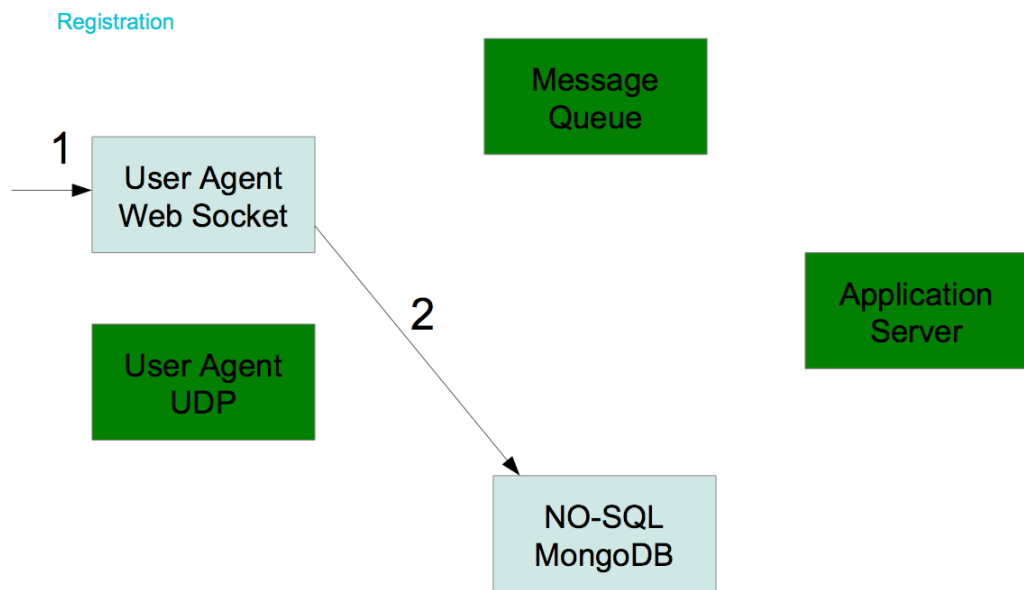 Registration
Message
Queue
1
User Agent
Web Socket
2
Application
Server
User Agent
UDP
NO-SQL
MongoDB